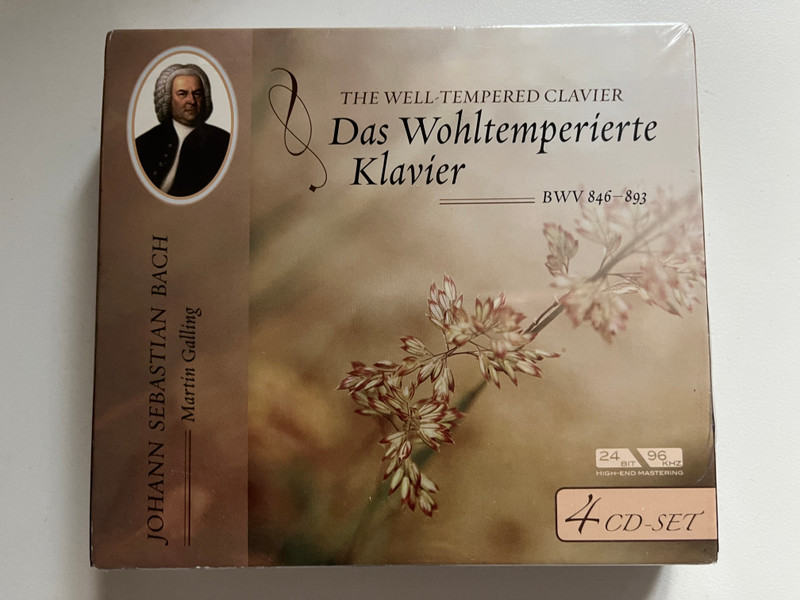 THE WELL-TEMPERED CLAVIER
Das Wohltemperierte
Klavier
BWV 846–893
JOHANN SEBASTIAN BACH
Martin Galling
24 BIT 96 KHZ
HIGH-END MASTERING
4 CD-SET